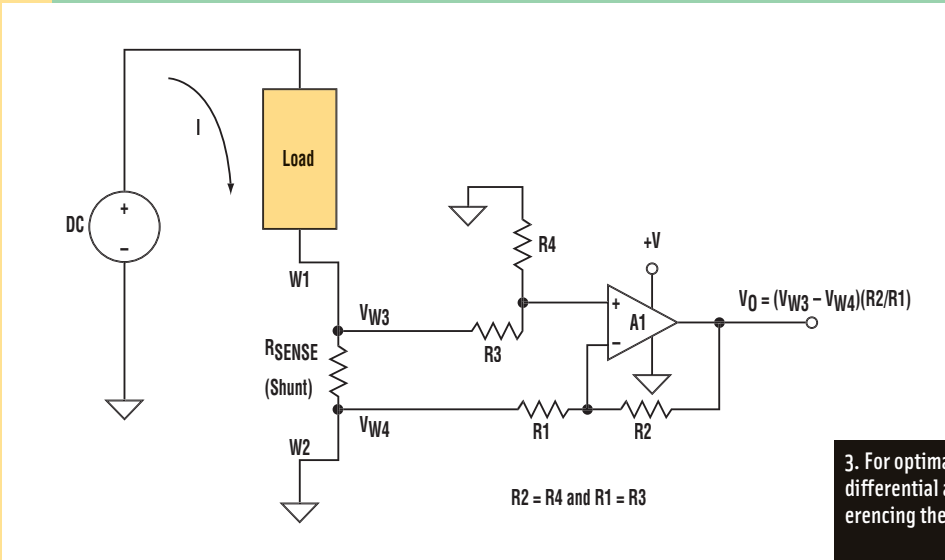 I
Load
+
DC
–
W1
VW3
RSENSE
(Shunt)
VW4
W2
R4
R3
+V
+
A1
–
VO = (VW3 – VW4)(R2/R1)
R1
R2
R2 = R4 and R1 = R3
3. For optima
differential a
erencing the